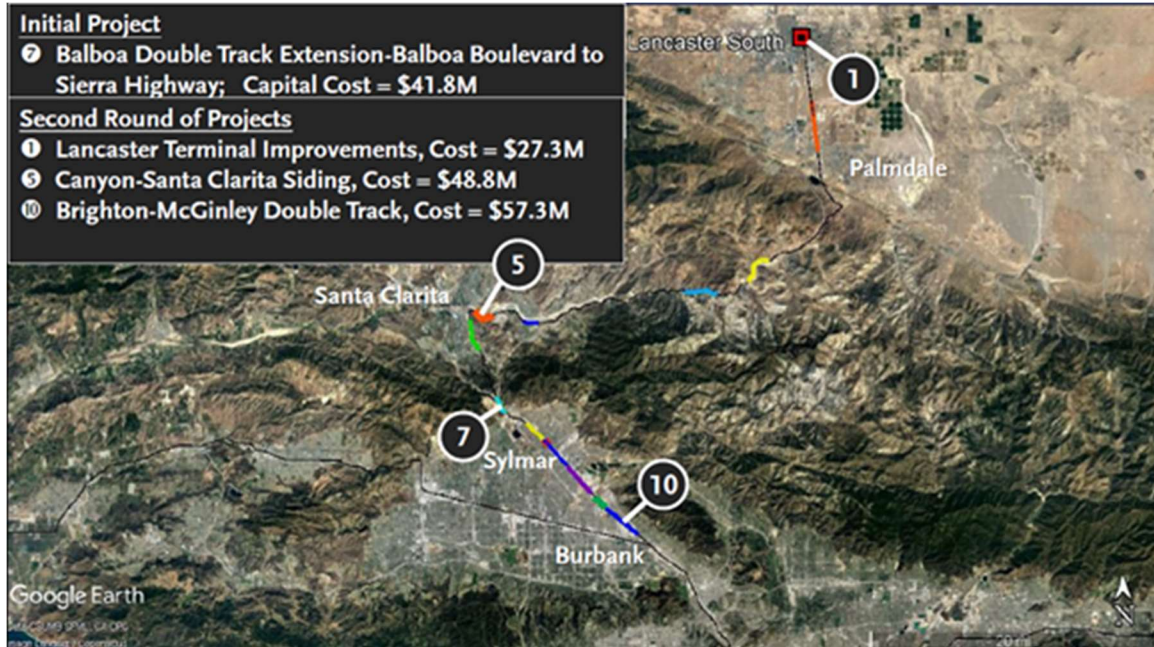 Initial Project
❼ Balboa Double Track Extension-Balboa Boulevard to
Sierra Highway; Capital Cost = $41.8M
Second Round of Projects
❶ Lancaster Terminal Improvements, Cost = $27.3M
❺ Canyon-Santa Clarita Siding, Cost = $48.8M
❿ Brighton-McGinley Double Track, Cost = $57.3M
Lancaster South
1
Palmdale
5
Santa Clarita
7
Sylmar
10
Burbank
Google Earth
N
20 mi